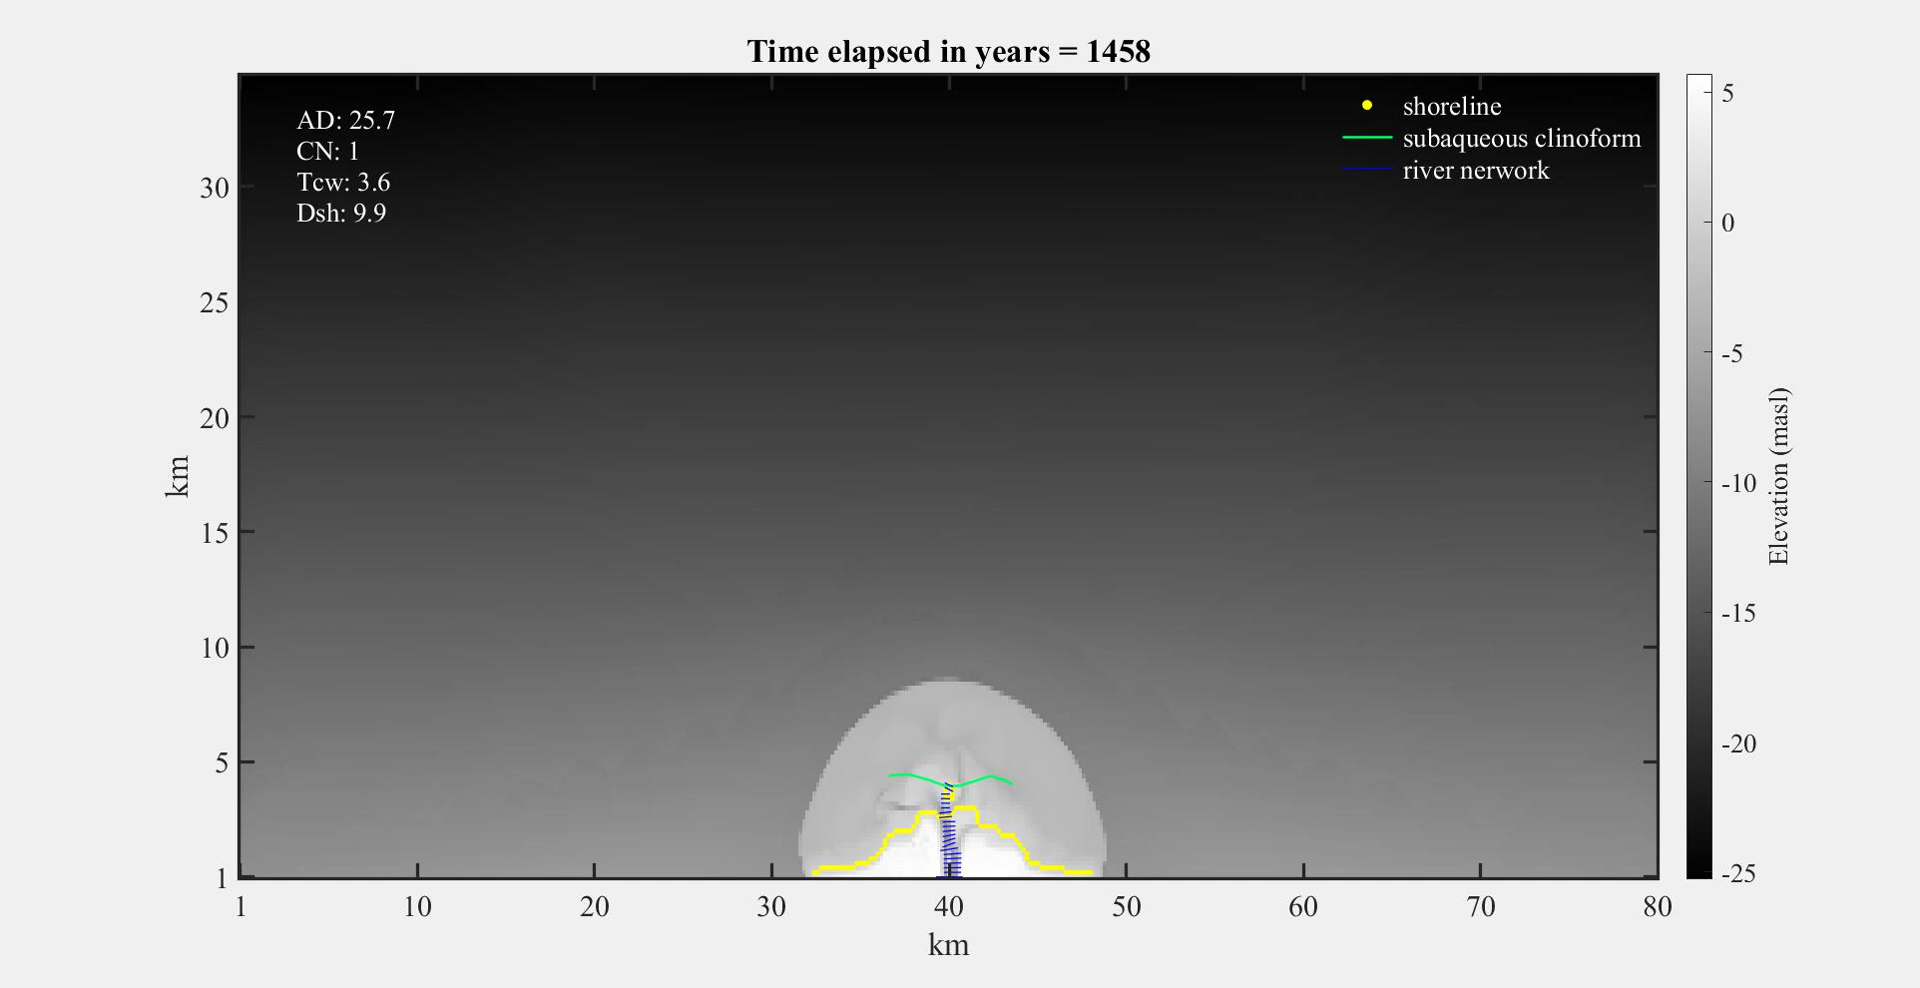 Time elapsed in years = 1458
AD: 25.7
CN: 1
Tcw: 3.6
Dsh: 9.9
shoreline
subaqueous clinoform
river nerwork
30
25
20
15
10
5
1
km
1
10
20
30
40
50
60
70
80
km
5
0
-5
-10
-15
-20
-25
Elevation (masl)